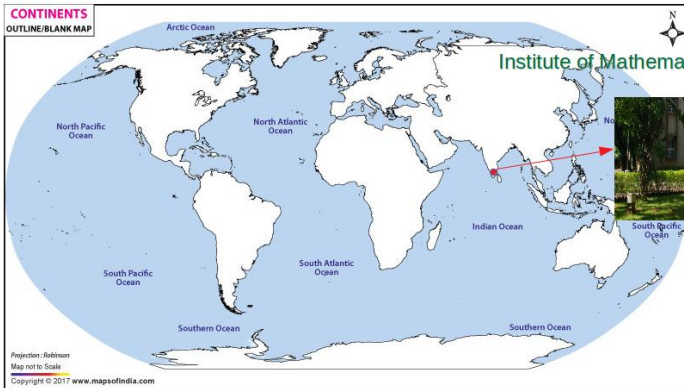 CONTINENTS
OUTLINE/BLANK MAP
Arctic Ocean
N
Institute of Mathema
North Pacific
Ocean
North Atlantic
Ocean
No
Indian Ocean
South Pacific
Ocean
South Atlantic
Ocean
South Pacific
Ocean
Southern Ocean
Southern Ocean
Projection : Robinson
Map not to Scale
Copyright © 2017 www.mapsofindia.com